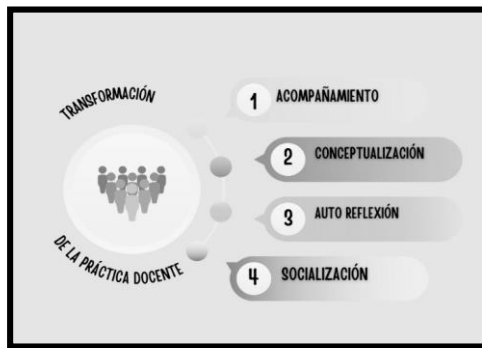 TRANSFORMACIÓN
DE LA PRÁCTICA DOCENTE
1 ACOMPAÑAMIENTO
2 CONCEPTUALIZACIÓN
3 AUTO REFLEXIÓN
4 SOCIALIZACIÓN